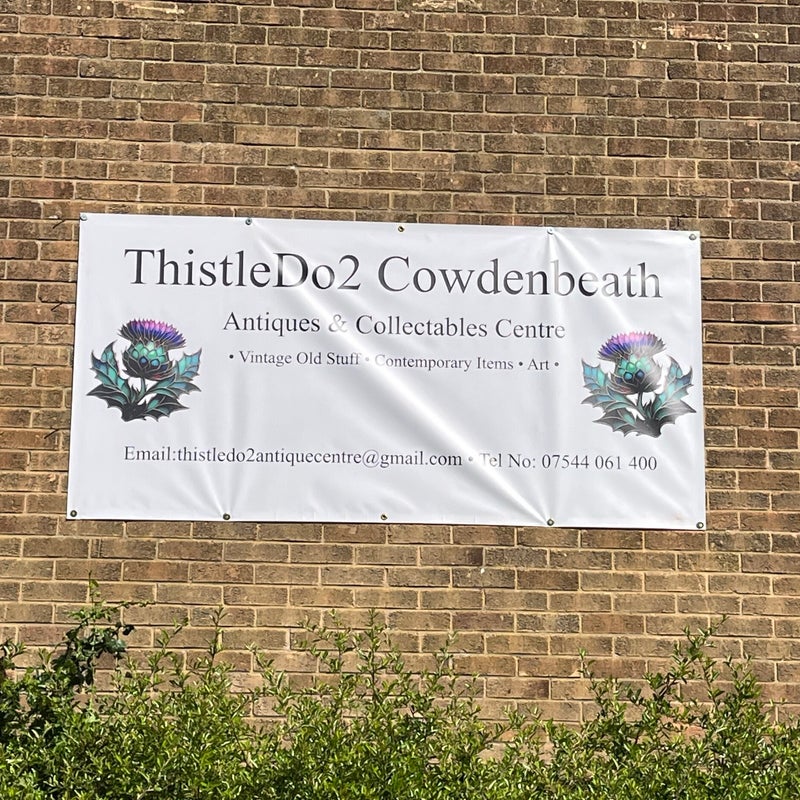 ThistleDo2 Cowdenbeath
Antiques & Collectables Centre
• Vintage Old Stuff • Contemporary Items • Art •
Email:thistledo2antiquecentre@gmail.com • Tel No: 07544 061 400